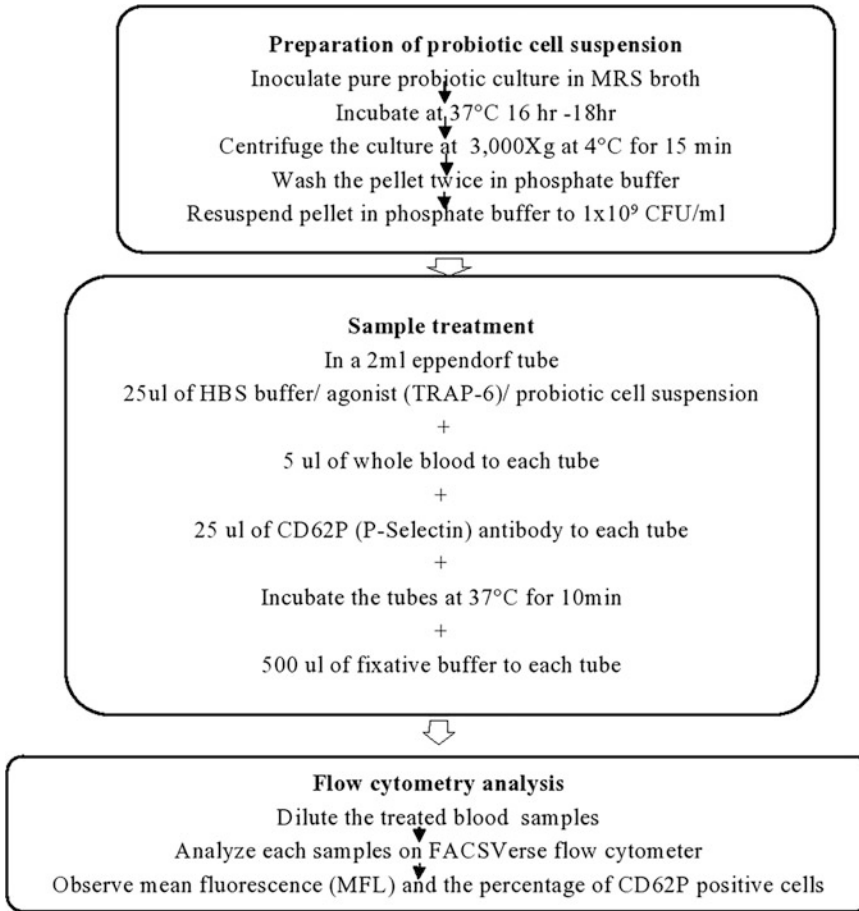 Preparation of probiotic cell suspension
Inoculate pure probiotic culture in MRS broth
Incubate at 37°C 16 hr -18hr
Centrifuge the culture at 3,000Xg at 4°C for 15 min
Wash the pellet twice in phosphate buffer
Resuspend pellet in phosphate buffer to 1x10⁹ CFU/ml
Sample treatment
In a 2ml eppendorf tube
25ul of HBS buffer/ agonist (TRAP-6)/ probiotic cell suspension
+
5 ul of whole blood to each tube
+
25 ul of CD62P (P-Selectin) antibody to each tube
+
Incubate the tubes at 37°C for 10min
+
500 ul of fixative buffer to each tube
Flow cytometry analysis
Dilute the treated blood samples
Analyze each samples on FACSVerse flow cytometer
Observe mean fluorescence (MFL) and the percentage of CD62P positive cells